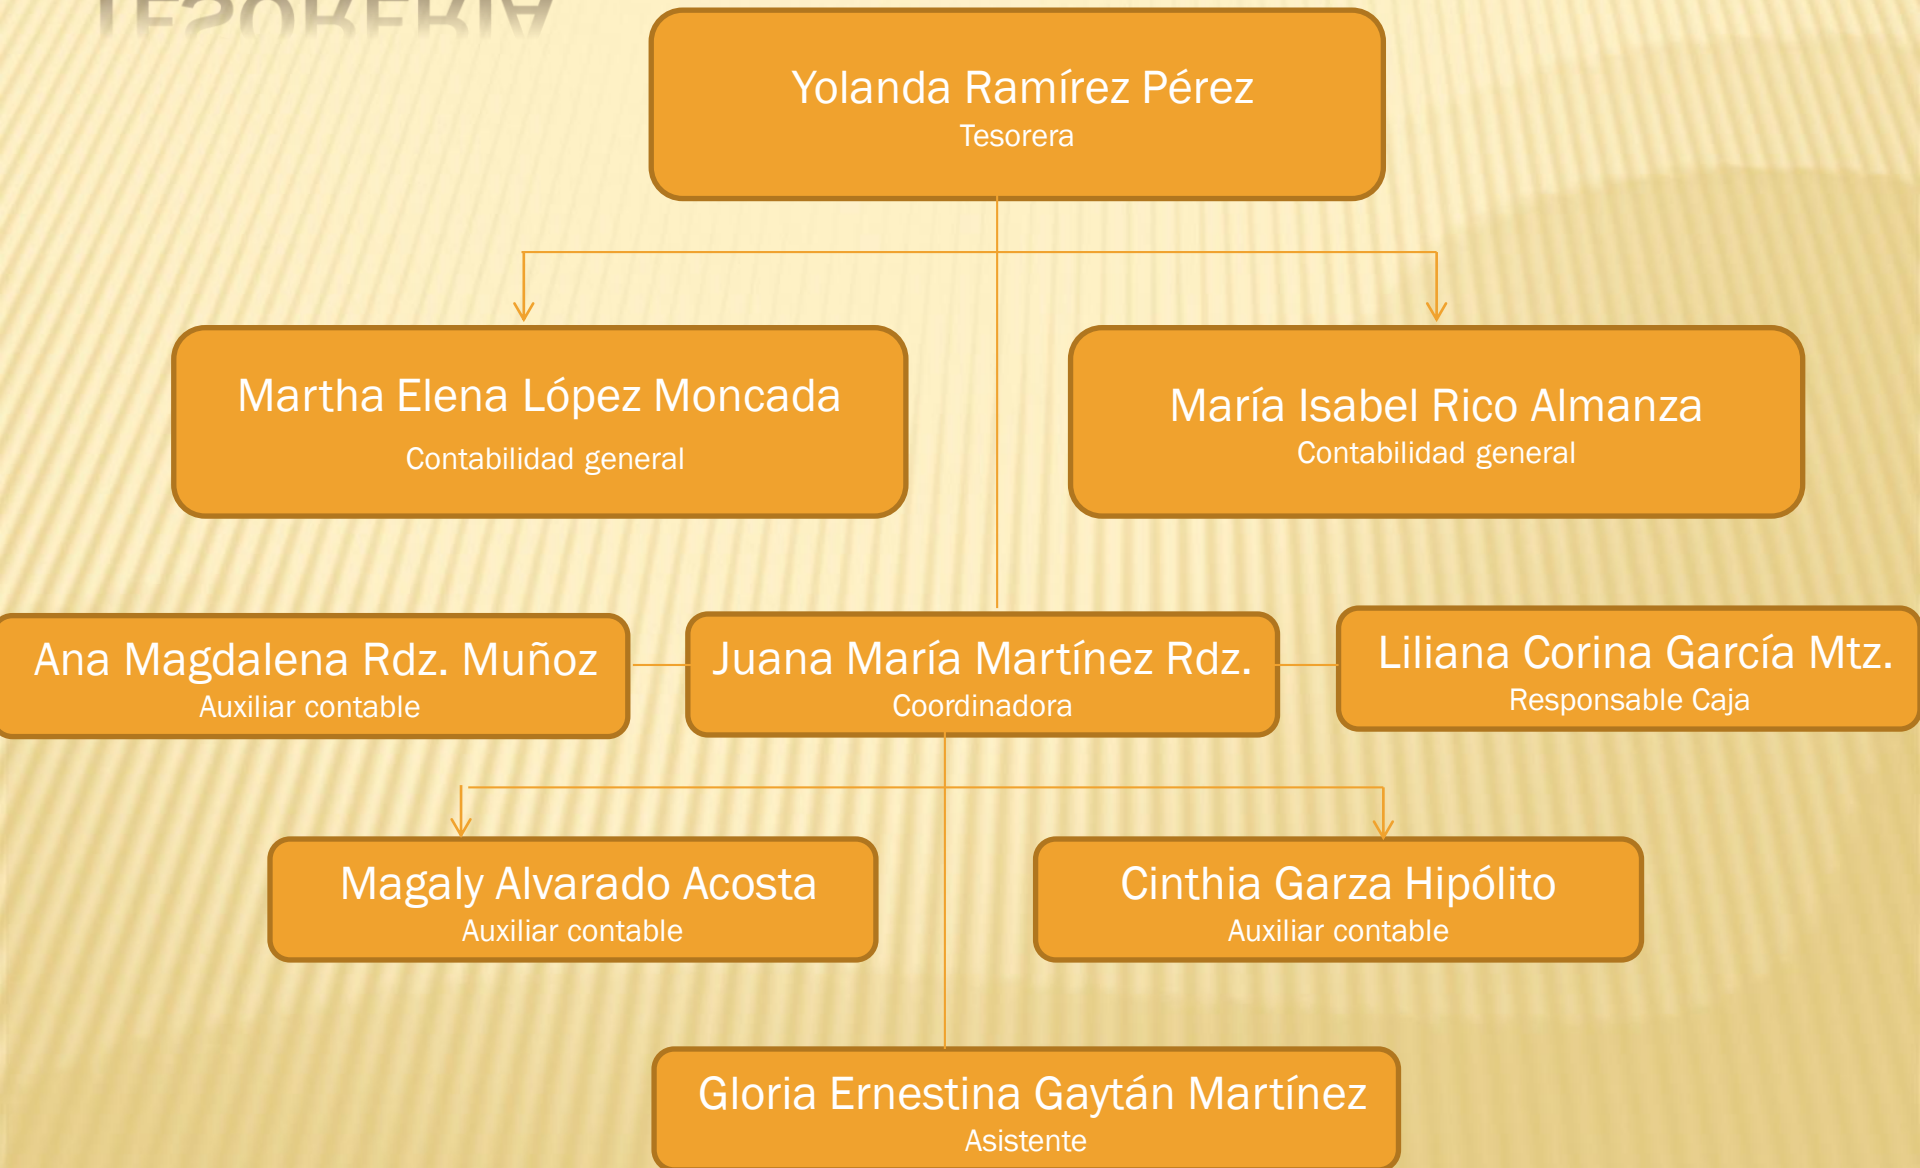 TESORERIA
Yolanda Ramírez Pérez
Tesorera
Martha Elena López Moncada
Contabilidad general
María Isabel Rico Almanza
Contabilidad general
Ana Magdalena Rdz. Muñoz
Auxiliar contable
Juana María Martínez Rdz.
Coordinadora
Liliana Corina García Mtz.
Responsable Caja
Magaly Alvarado Acosta
Auxiliar contable
Cinthia Garza Hipólito
Auxiliar contable
Gloria Ernestina Gaytán Martínez
Asistente